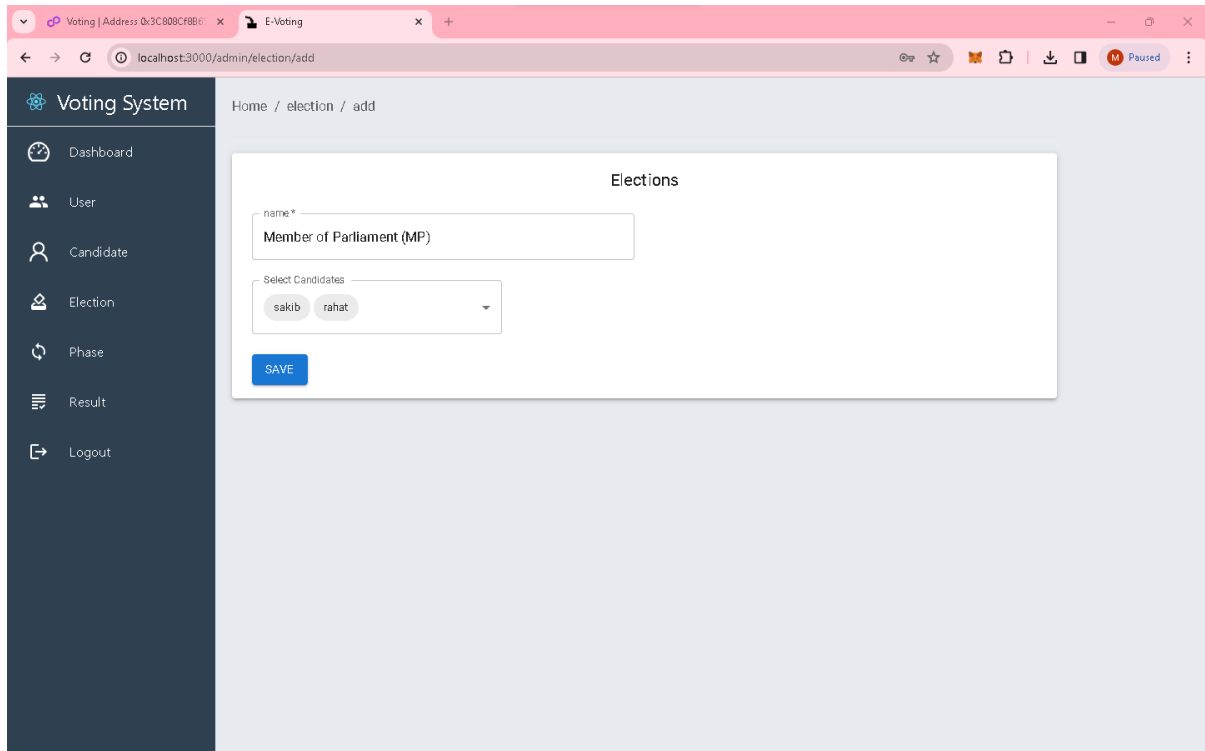 Voting | Address 0x3C808Cf8B6 E-Voting
localhost:3000/admin/election/add M Paused
Voting System
Home / election / add
Dashboard
User
Candidate
Election
Phase
Result
Logout
Elections
name *
Member of Parliament (MP)
Select Candidates
sakib rahat
SAVE